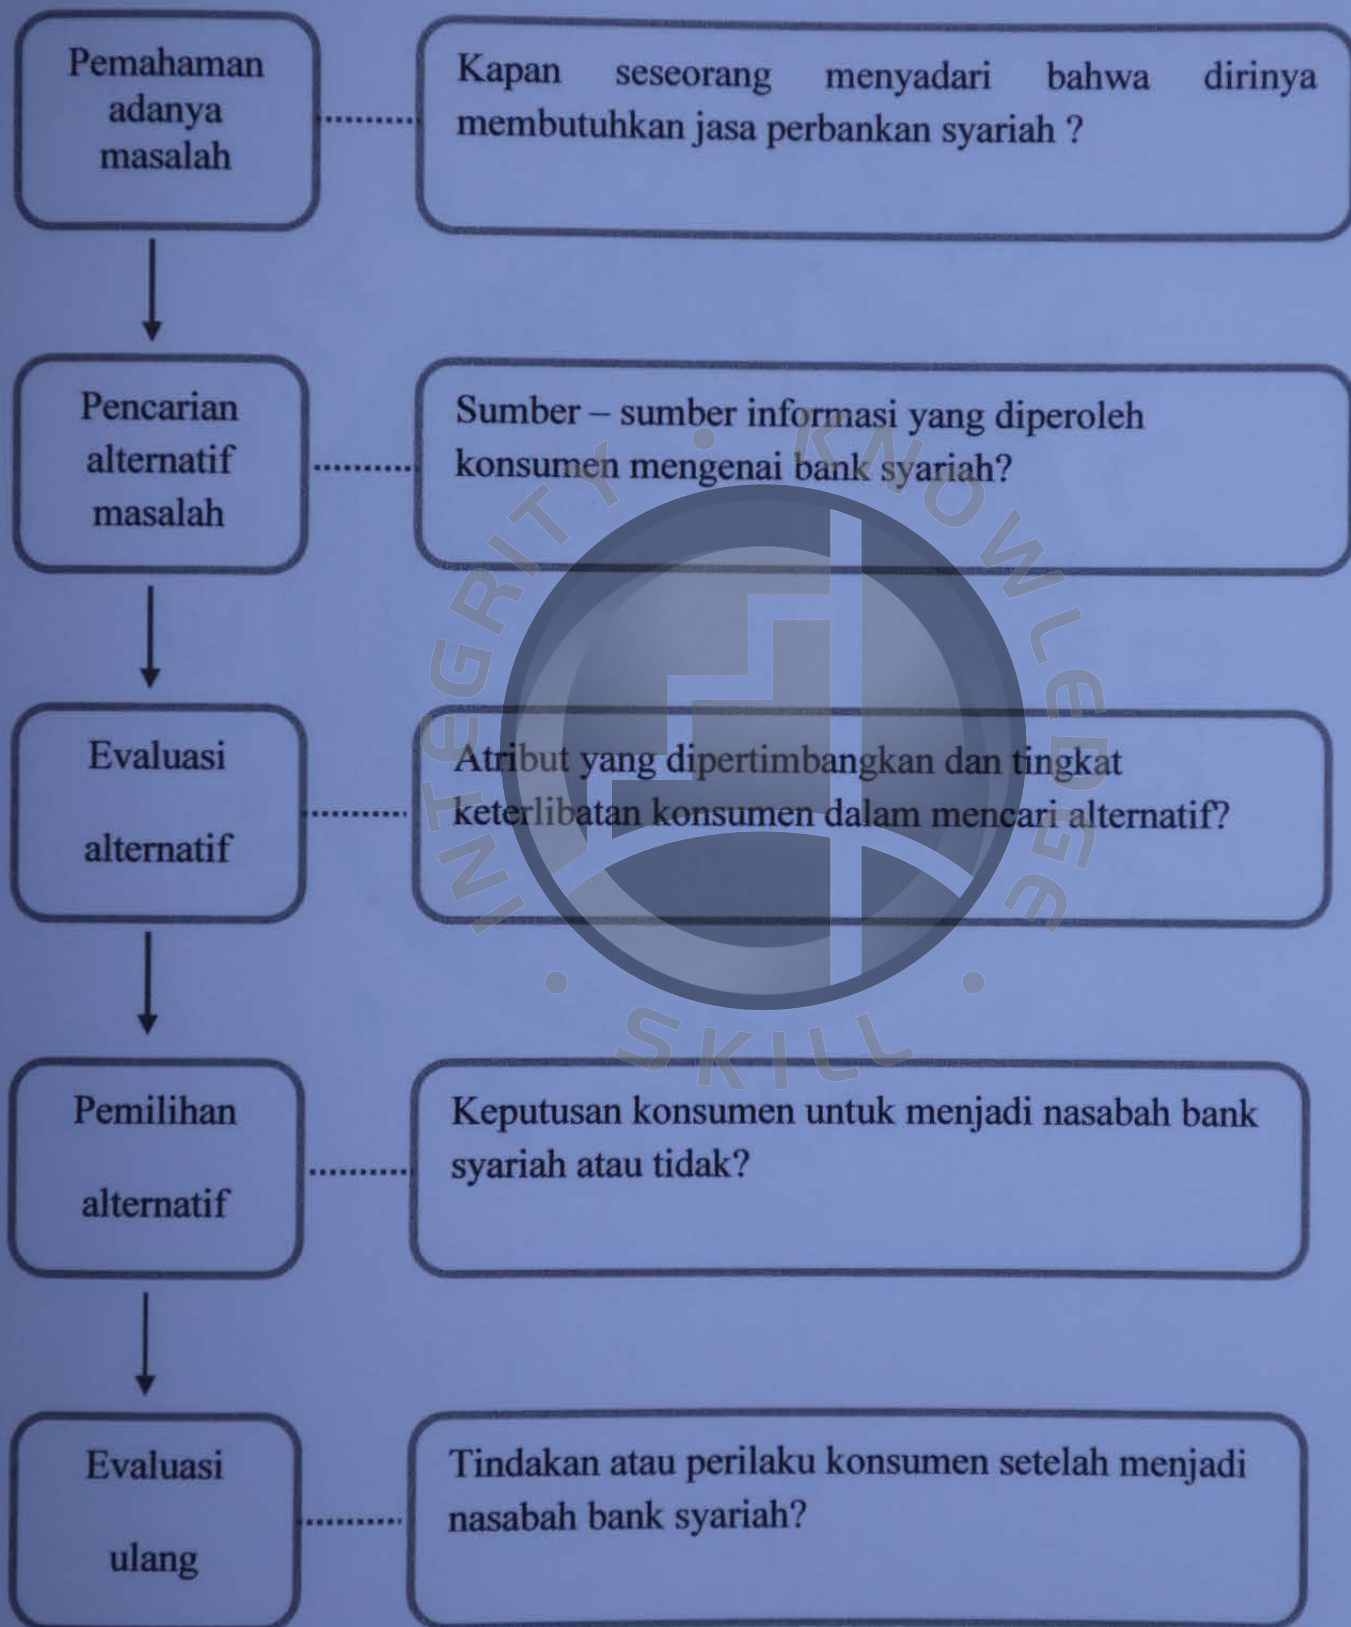 Pemahaman
adanya
masalah
Kapan seseorang menyadari bahwa dirinya
membutuhkan jasa perbankan syariah ?
Pencarian
alternatif
masalah
Sumber – sumber informasi yang diperoleh
konsumen mengenai bank syariah?
Evaluasi
alternatif
Atribut yang dipertimbangkan dan tingkat
keterlibatan konsumen dalam mencari alternatif?
Pemilihan
alternatif
Keputusan konsumen untuk menjadi nasabah bank
syariah atau tidak?
Evaluasi
ulang
Tindakan atau perilaku konsumen setelah menjadi
nasabah bank syariah?
INTEGRITY • KNOWLEDGE • SKILL •